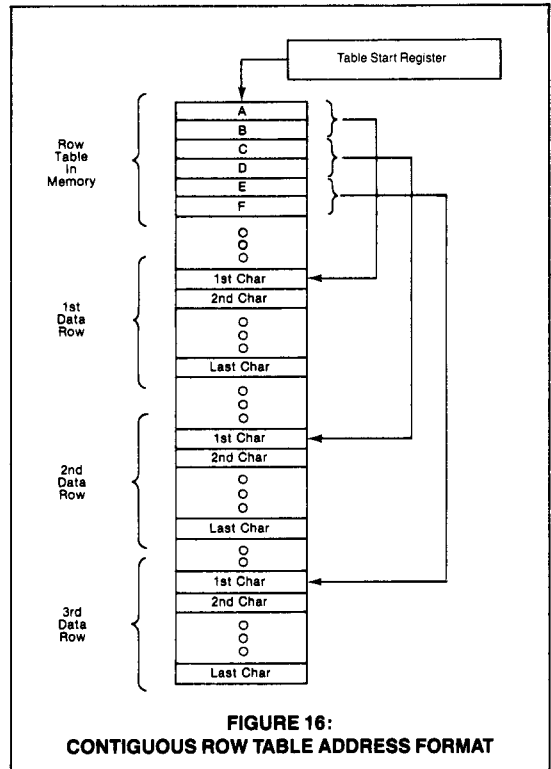 Table Start Register
Row
Table
In
Memory
A
B
C
D
E
F
1st
Data
Row
1st Char
2nd Char
Last Char
2nd
Data
Row
1st Char
2nd Char
Last Char
3rd
Data
Row
1st Char
2nd Char
Last Char
FIGURE 16:
CONTIGUOUS ROW TABLE ADDRESS FORMAT